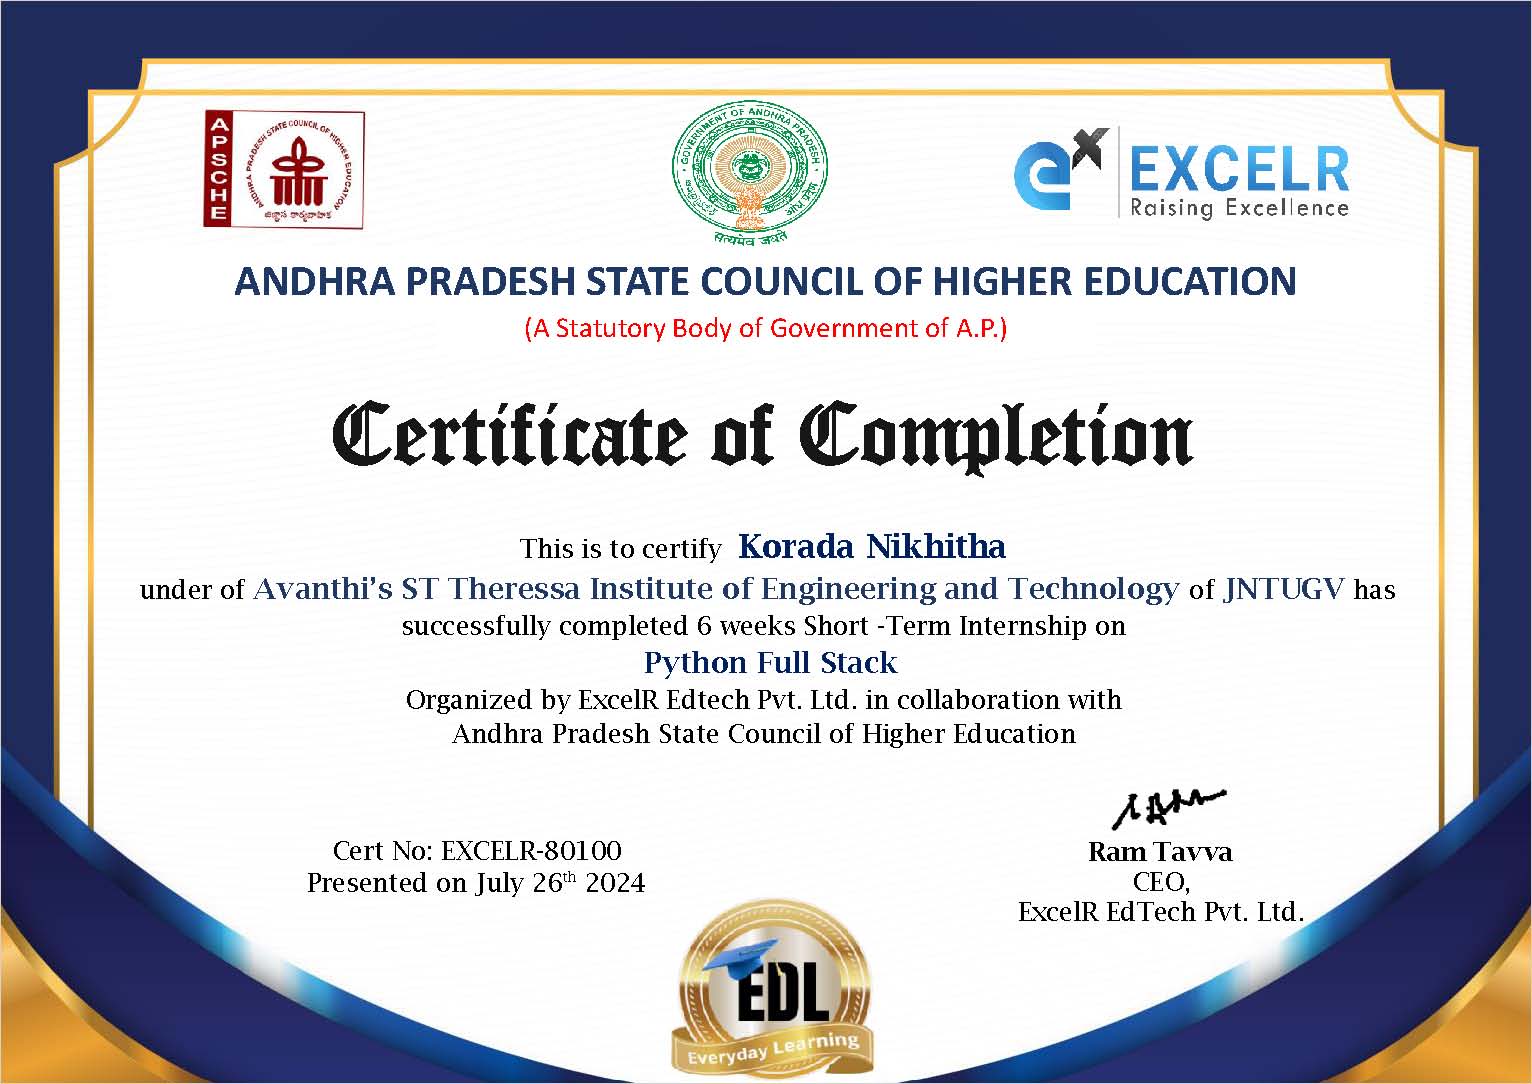 APSCHE
ANDHRA PRADESH STATE COUNCIL OF HIGHER EDUCATION
GOVERNMENT OF ANDHRA PRADESH
सत्यमेव जयते
EXCELR
Raising Excellence
ANDHRA PRADESH STATE COUNCIL OF HIGHER EDUCATION
(A Statutory Body of Government of A.P.)
Certificate of Completion
This is to certify Korada Nikhitha
under of Avanthi's ST Theressa Institute of Engineering and Technology of JNTUGV has
successfully completed 6 weeks Short -Term Internship on
Python Full Stack
Organized by ExcelR Edtech Pvt. Ltd. in collaboration with
Andhra Pradesh State Council of Higher Education
Cert No: EXCELR-80100
Presented on July 26th 2024
Ram Tavva
CEO,
ExcelR EdTech Pvt. Ltd.
EDL
Everyday Learning